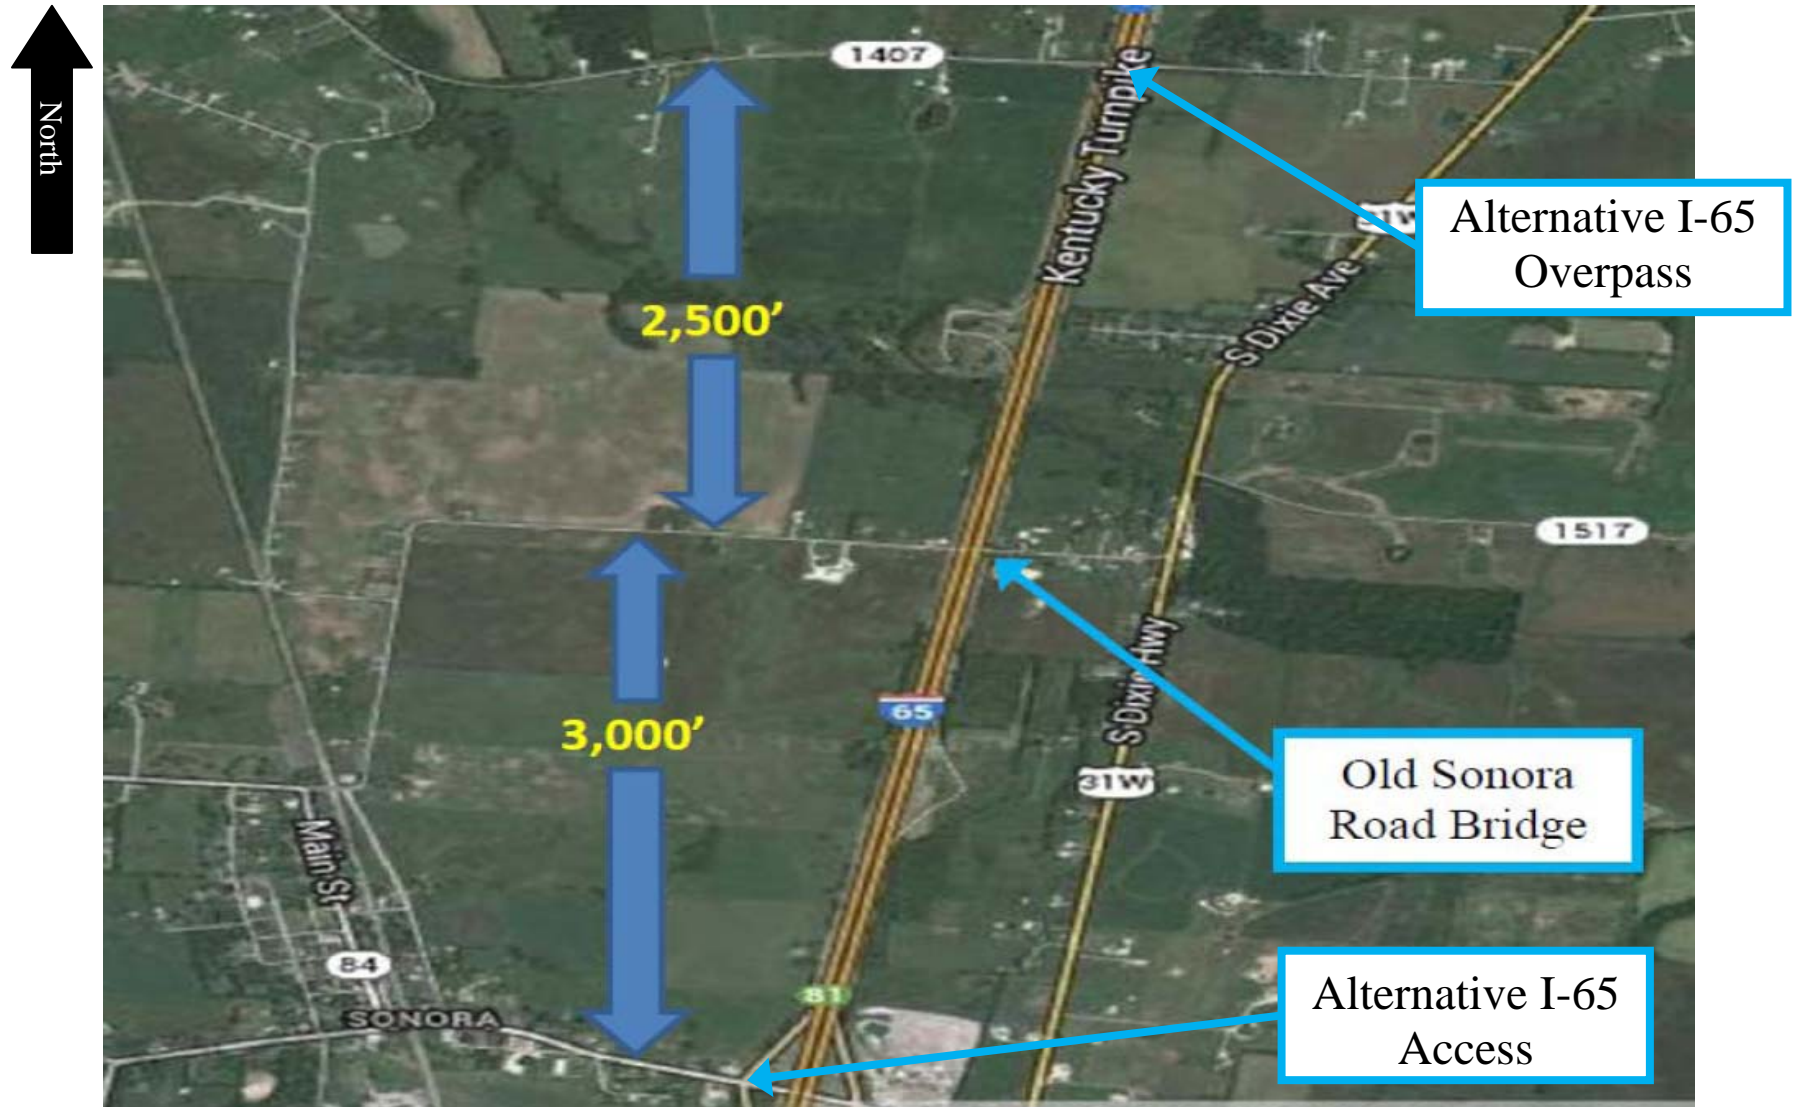 North
1407
Kentucky Turnpike
31W
Alternative I-65
Overpass
S Dixie Ave
2,500’
1517
S Dixie Hwy
65
3,000’
31W
Old Sonora
Road Bridge
Main St
84
81
SONORA
Alternative I-65
Access